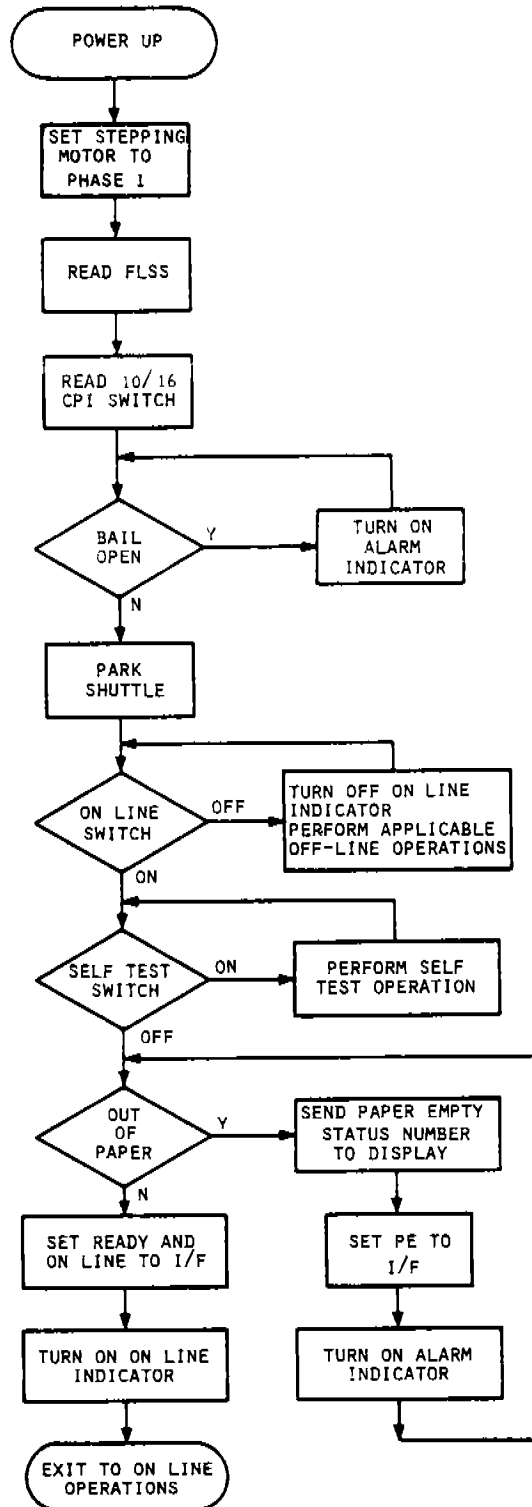 POWER UP
SET STEPPING
MOTOR TO
PHASE 1
READ FLSS
READ 10/16
CPI SWITCH
BAIL
OPEN
Y
TURN ON
ALARM
INDICATOR
N
PARK
SHUTTLE
ON LINE
SWITCH
OFF
TURN OFF ON LINE
INDICATOR
PERFORM APPLICABLE
OFF-LINE OPERATIONS
ON
SELF TEST
SWITCH
ON
PERFORM SELF
TEST OPERATION
OFF
OUT
OF
PAPER
Y
SEND PAPER EMPTY
STATUS NUMBER
TO DISPLAY
N
SET READY AND
ON LINE TO I/F
SET PE TO
I/F
TURN ON ON LINE
INDICATOR
TURN ON ALARM
INDICATOR
EXIT TO ON LINE
OPERATIONS